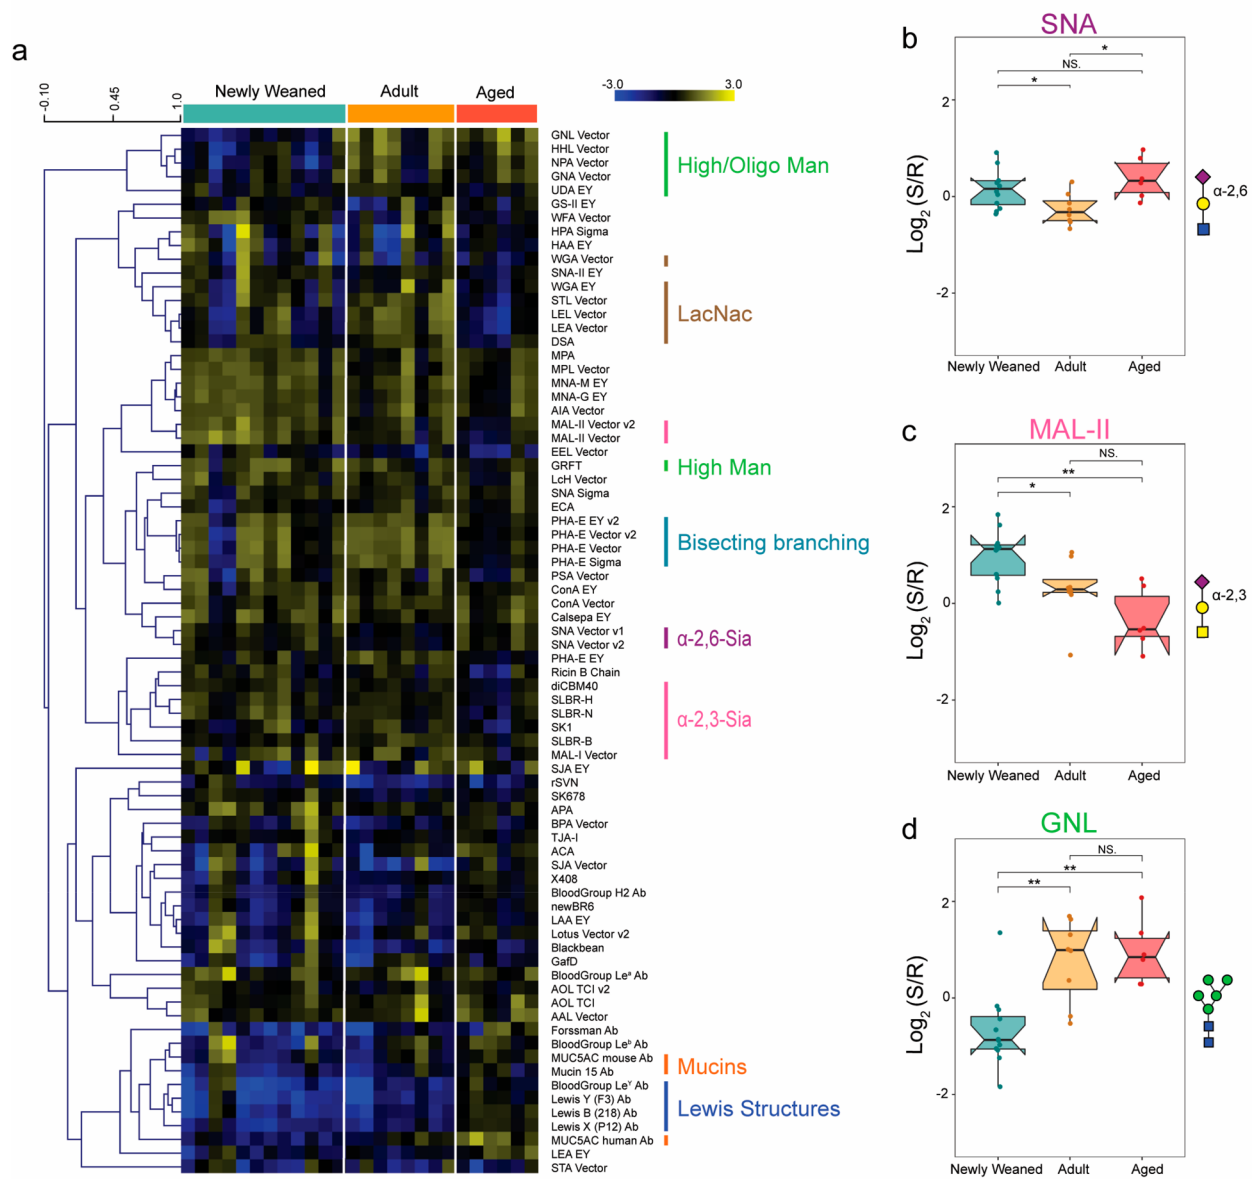 a
-0.10
0.45
1.0
Newly Weaned
Adult
Aged
-3.0
3.0
GNL Vector
HHL Vector
NPA Vector
GNA Vector
UDA EY
GS-II EY
WFA Vector
HPA Sigma
HAA EY
WGA Vector
SNA-II EY
WGA EY
STL Vector
LEL Vector
LEA Vector
DSA
MPA
MPL Vector
MNA-M EY
MNA-G EY
AIA Vector
MAL-II Vector v2
MAL-II Vector
EEL Vector
GRFT
LcH Vector
SNA Sigma
ECA
PHA-E EY v2
PHA-E Vector v2
PHA-E Vector
PHA-E Sigma
PSA Vector
ConA EY
ConA Vector
Calsepa EY
SNA Vector v1
SNA Vector v2
PHA-E EY
Ricin B Chain
diCBM40
SLBR-H
SLBR-N
SK1
SLBR-B
MAL-I Vector
SJA EY
rSVN
SK678
APA
BPA Vector
TJA-I
ACA
SJA Vector
X408
BloodGroup H2 Ab
newBR6
LAA EY
Lotus Vector v2
Blackbean
GafD
BloodGroup Leᵃ Ab
AOL TCI v2
AOL TCI
AAL Vector
Forssman Ab
BloodGroup Leᵇ Ab
MUC5AC mouse Ab
Mucin 15 Ab
BloodGroup Leʸ Ab
Lewis Y (F3) Ab
Lewis B (218) Ab
Lewis X (P12) Ab
MUC5AC human Ab
LEA EY
STA Vector
High/Oligo Man
LacNac
High Man
Bisecting branching
α-2,6-Sia
α-2,3-Sia
Mucins
Lewis Structures
b
SNA
*
NS.
*
2
0
-2
Log₂ (S/R)
Newly Weaned
Adult
Aged
α-2,6
c
MAL-II
NS.
**
*
2
0
-2
Log₂ (S/R)
Newly Weaned
Adult
Aged
α-2,3
d
GNL
NS.
**
**
2
0
-2
Log₂ (S/R)
Newly Weaned
Adult
Aged